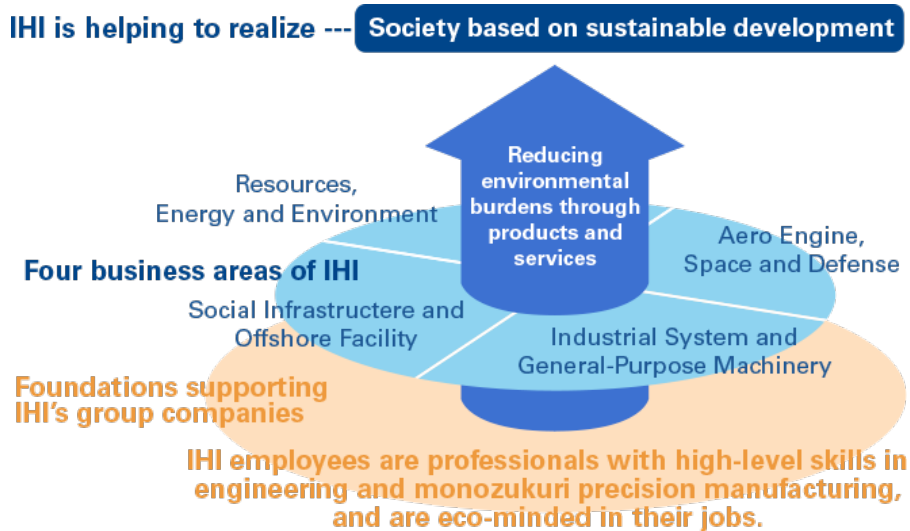 IHI is helping to realize --- Society based on sustainable development
Reducing
environmental
burdens through
products and
services
Resources,
Energy and Environment
Aero Engine,
Space and Defense
Four business areas of IHI
Social Infrastructere and
Offshore Facility
Industrial System and
General-Purpose Machinery
Foundations supporting
IHI's group companies
IHI employees are professionals with high-level skills in
engineering and monozukuri precision manufacturing,
and are eco-minded in their jobs.